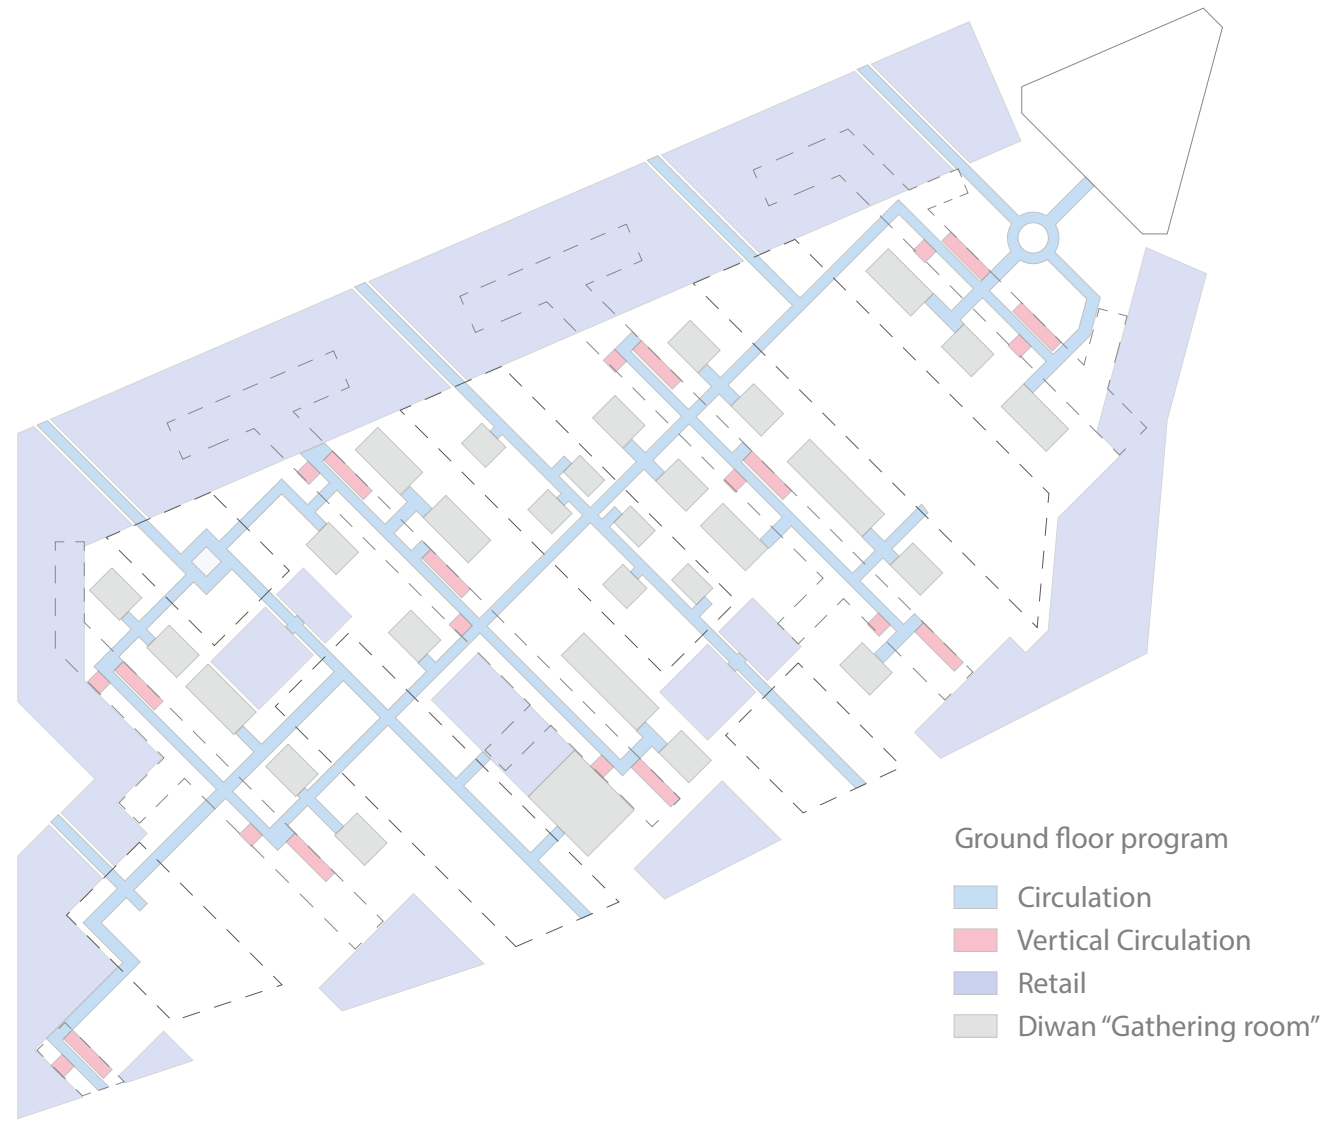 Ground floor program
Circulation
Vertical Circulation
Retail
Diwan “Gathering room”